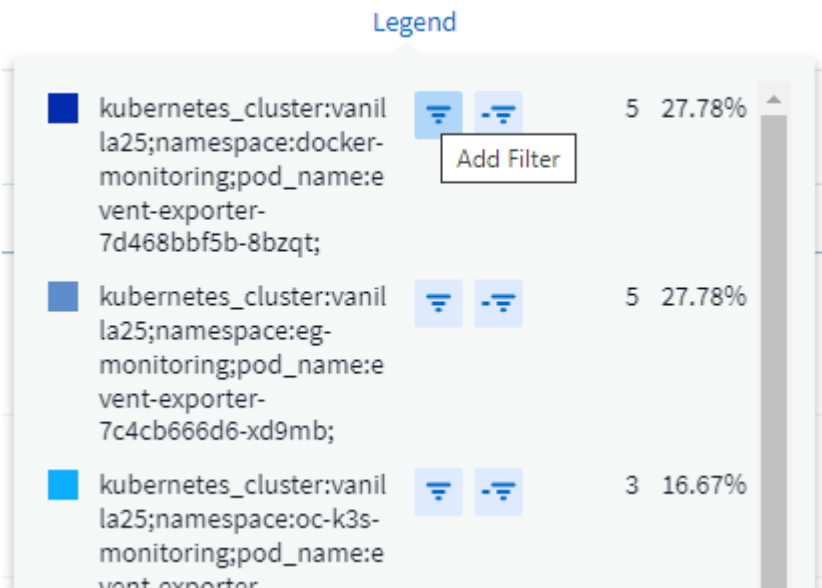 Legend
kubernetes_cluster:vanil
la25;namespace:docker-
monitoring;pod_name:e
vent-exporter-
7d468bbf5b-8bzqt;
5 27.78%
Add Filter
kubernetes_cluster:vanil
la25;namespace:eg-
monitoring;pod_name:e
vent-exporter-
7c4cb666d6-xd9mb;
5 27.78%
kubernetes_cluster:vanil
la25;namespace:oc-k3s-
monitoring;pod_name:e
vent-exporter-
3 16.67%